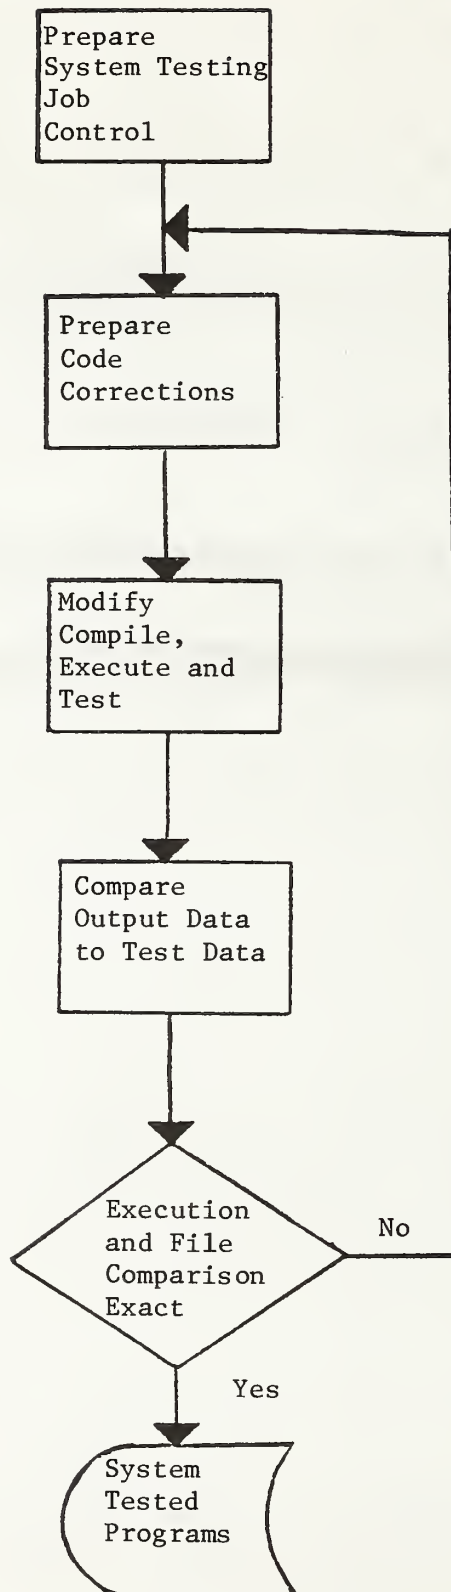 Prepare
System Testing
Job
Control
Prepare
Code
Corrections
Modify
Compile,
Execute and
Test
Compare
Output Data
to Test Data
Execution
and File
Comparison
Exact
No
Yes
System
Tested
Programs